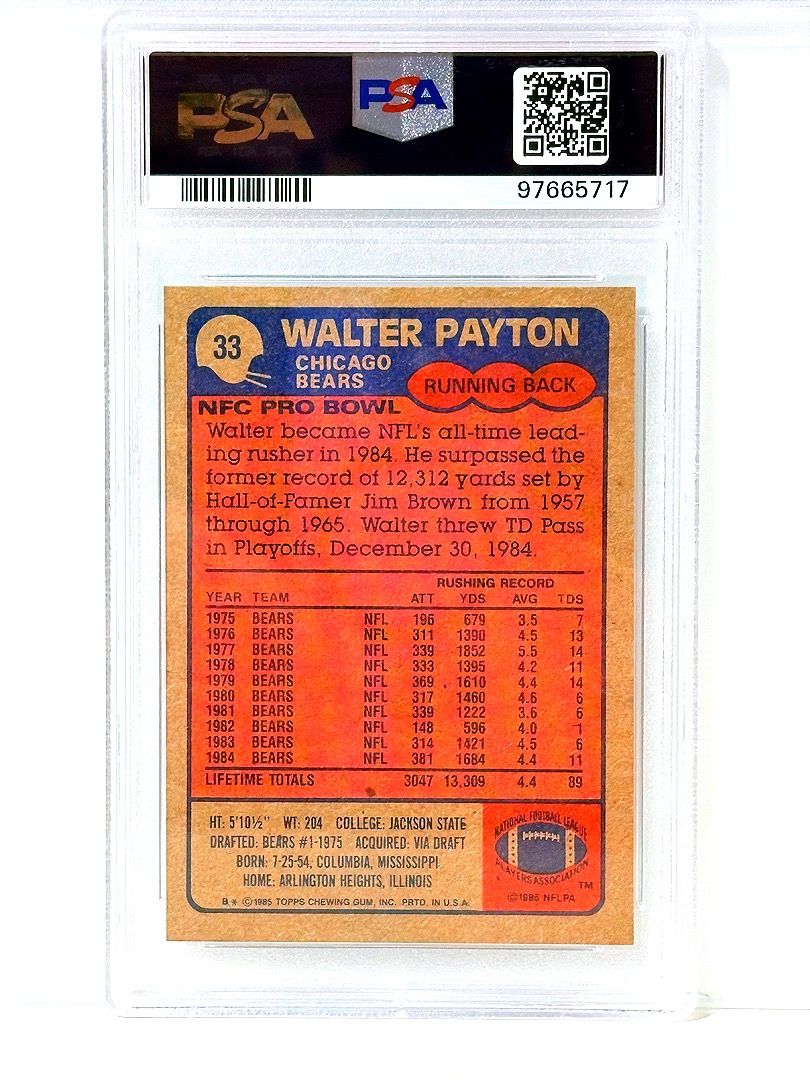 PSA
PSA
97665717
33
WALTER PAYTON
CHICAGO
BEARS
RUNNING BACK
NFC PRO BOWL
Walter became NFL's all-time lead-
ing rusher in 1984. He surpassed the
former record of 12,312 yards set by
Hall-of-Famer Jim Brown from 1957
through 1965. Walter threw TD Pass
in Playoffs, December 30, 1984.
RUSHING RECORD
YEAR TEAM ATT YDS AVG TDS
1975 BEARS NFL 196 679 3.5 7
1976 BEARS NFL 311 1390 4.5 13
1977 BEARS NFL 339 1852 5.5 14
1978 BEARS NFL 333 1395 4.2 11
1979 BEARS NFL 369 1610 4.4 14
1980 BEARS NFL 317 1460 4.6 6
1981 BEARS NFL 339 1222 3.6 6
1982 BEARS NFL 148 596 4.0 1
1983 BEARS NFL 314 1421 4.5 6
1984 BEARS NFL 381 1684 4.4 11
LIFETIME TOTALS 3047 13,309 4.4 89
HT: 5'10½" WT: 204 COLLEGE: JACKSON STATE
DRAFTED: BEARS #1-1975 ACQUIRED: VIA DRAFT
BORN: 7-25-54, COLUMBIA, MISSISSIPPI
HOME: ARLINGTON HEIGHTS, ILLINOIS
B* ©1985 TOPPS CHEWING GUM, INC. PRTD. IN U.S.A.
NATIONAL FOOTBALL LEAGUE
PLAYERS ASSOCIATION
TM
©1985 NFLPA